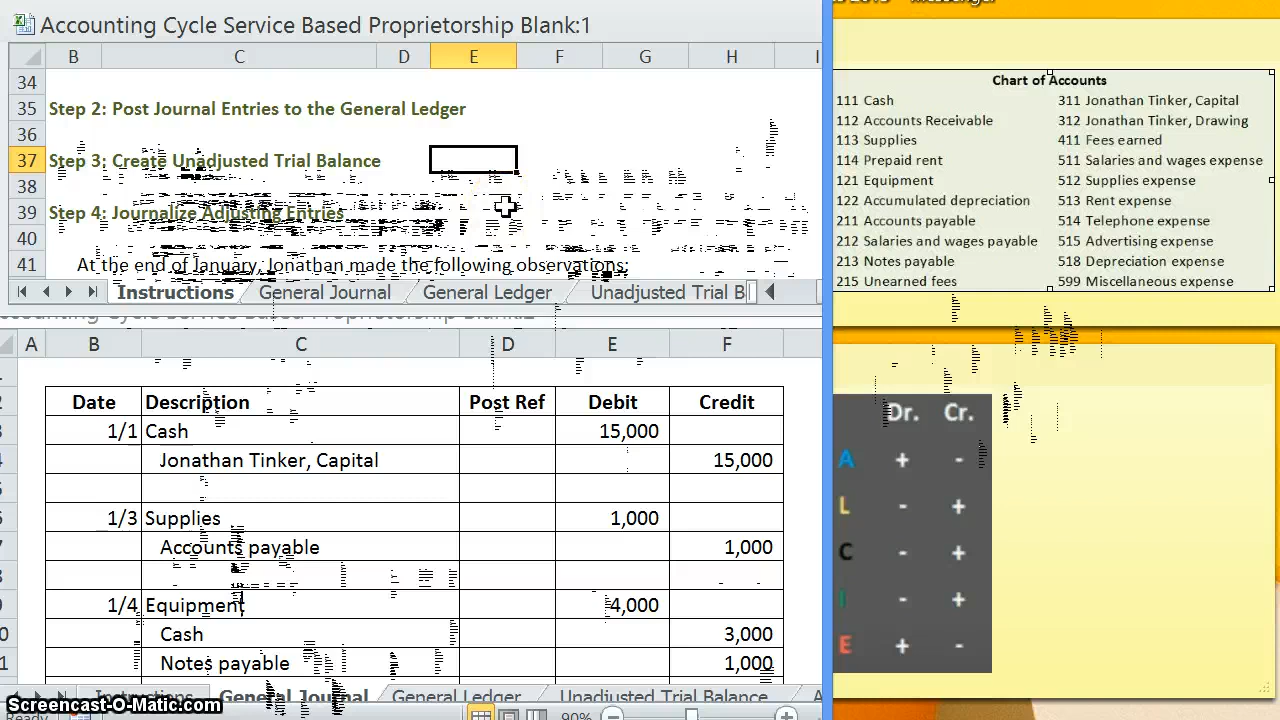 Accounting Cycle Service Based Proprietorship Blank:1
B C D E F G H I
34
35 Step 2: Post Journal Entries to the General Ledger
36
37 Step 3: Create Unadjusted Trial Balance
38
39 Step 4: Journalize Adjusting Entries
40
41 At the end of January, Jonathan made the following observations:
Instructions General Journal General Ledger Unadjusted Trial B
A B C D E F
Date Description Post Ref Debit Credit
1/1 Cash 15,000
Jonathan Tinker, Capital 15,000
1/3 Supplies 1,000
Accounts payable 1,000
1/4 Equipment 4,000
Cash 3,000
Notes payable 1,000
Instructions General Journal General Ledger Unadjusted Trial Balance A
Ready 90%
Screencast-O-Matic.com
Chart of Accounts
111 Cash 311 Jonathan Tinker, Capital
112 Accounts Receivable 312 Jonathan Tinker, Drawing
113 Supplies 411 Fees earned
114 Prepaid rent 511 Salaries and wages expense
121 Equipment 512 Supplies expense
122 Accumulated depreciation 513 Rent expense
211 Accounts payable 514 Telephone expense
212 Salaries and wages payable 515 Advertising expense
213 Notes payable 518 Depreciation expense
215 Unearned fees 599 Miscellaneous expense
Dr. Cr.
A + -
L - +
C - +
I - +
E + -